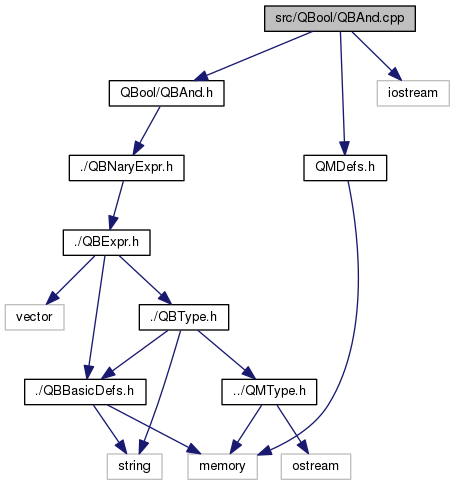 src/QBool/QBAnd.cpp
QBool/QBAnd.h
iostream
./QBNaryExpr.h
QMDefs.h
./QBExpr.h
vector
./QBType.h
./QBBasicDefs.h
../QMType.h
string
memory
ostream